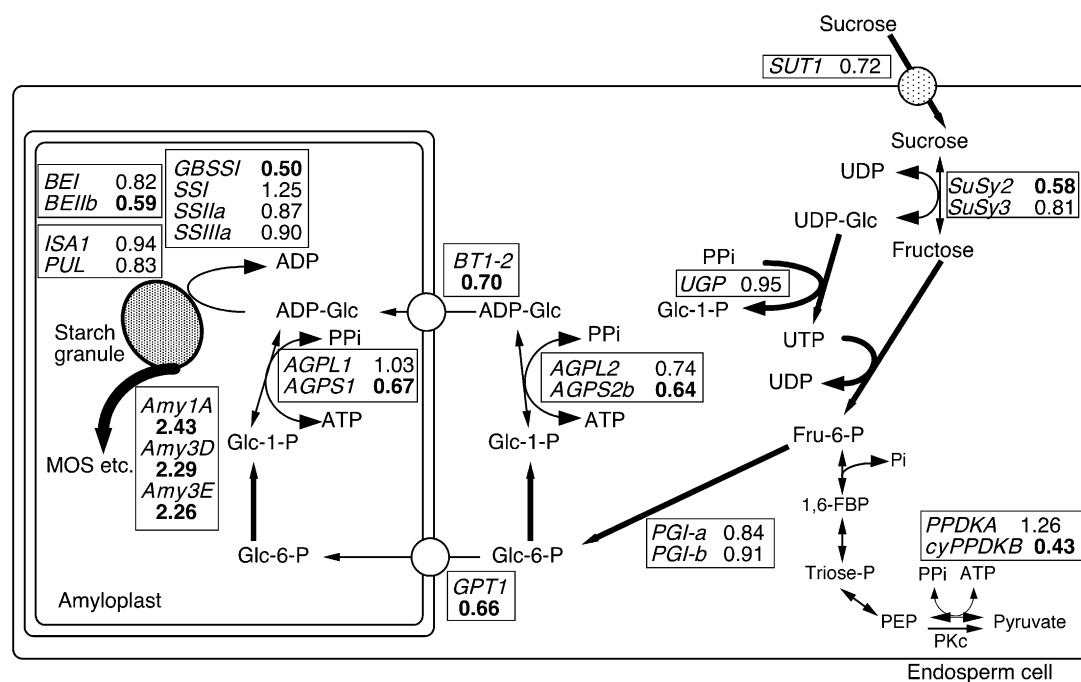 Sucrose
SUT1 0.72
Sucrose
UDP
SuSy2 0.58
SuSy3 0.81
UDP-Glc
Fructose
PPi
UGP 0.95
Glc-1-P
UTP
UDP
Fru-6-P
Pi
1,6-FBP
PPDKA 1.26
cyPPDKB 0.43
Triose-P
PPi ATP
PEP
Pyruvate
PKc
PGI-a 0.84
PGI-b 0.91
BT1-2
0.70
ADP-Glc
PPi
AGPL2 0.74
AGPS2b 0.64
ATP
Glc-1-P
Glc-6-P
GPT1
0.66
GBSSI 0.50
SSI 1.25
SSIIa 0.87
SSIIIa 0.90
BEI 0.82
BEIIb 0.59
ISA1 0.94
PUL 0.83
ADP
ADP-Glc
Starch
granule
PPi
AGPL1 1.03
AGPS1 0.67
ATP
Glc-1-P
Amy1A
2.43
Amy3D
2.29
Amy3E
2.26
MOS etc.
Glc-6-P
Amyloplast
Endosperm cell